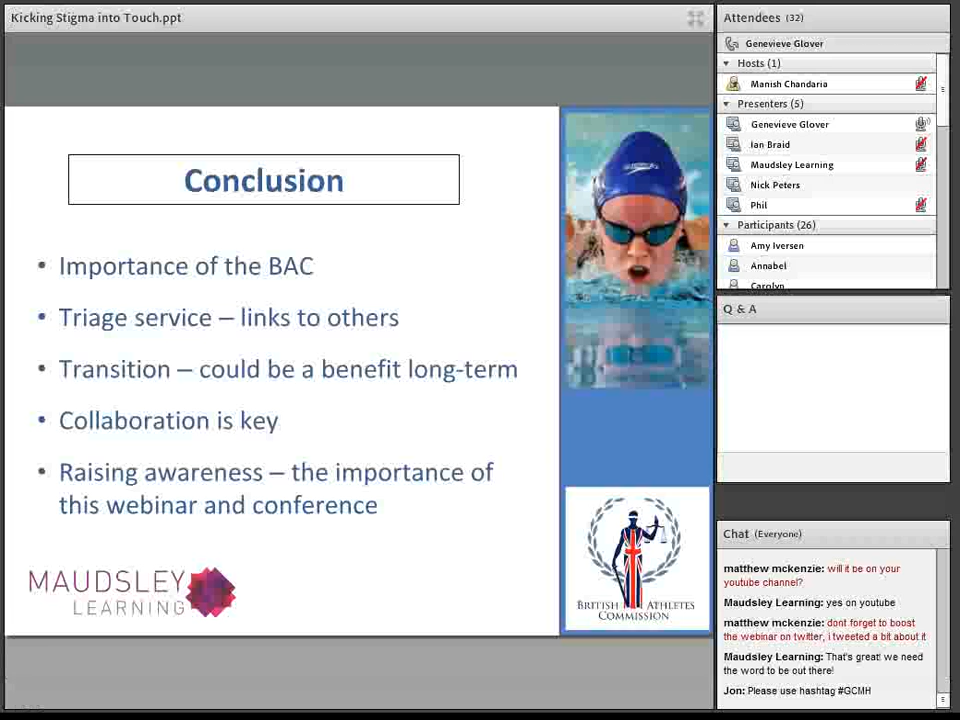 Kicking Stigma into Touch.ppt
Conclusion
• Importance of the BAC
• Triage service – links to others
• Transition – could be a benefit long-term
• Collaboration is key
• Raising awareness – the importance of
this webinar and conference
MAUDSLEY
LEARNING
speedo
BRITISH ATHLETES
COMMISSION
Attendees (32)
Genevieve Glover
Hosts (1)
Manish Chandaria
Presenters (5)
Genevieve Glover
Ian Braid
Maudsley Learning
Nick Peters
Phil
Participants (26)
Amy Iversen
Annabel
Carolyn
Q & A
Chat (Everyone)
matthew mckenzie: will it be on your
youtube channel?
Maudsley Learning: yes on youtube
matthew mckenzie: dont forget to boost
the webinar on twitter, i tweeted a bit about it
Maudsley Learning: That's great! we need
the word to be out there!
Jon: Please use hashtag #GCMH